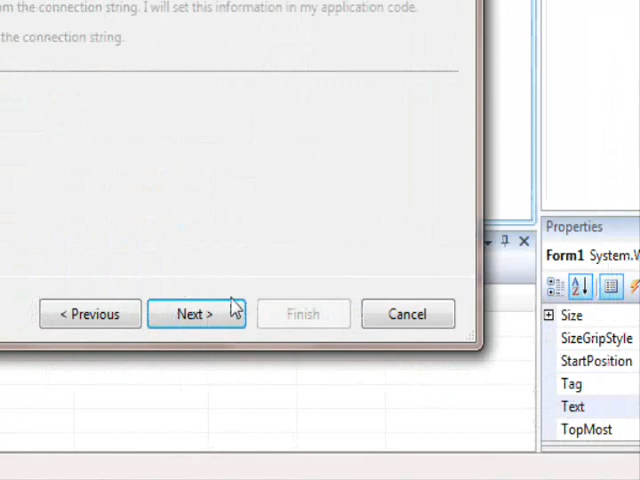 om the connection string. I will set this information in my application code.
the connection string.
< Previous
Next >
Finish
Cancel
Properties
Form1 System.W
Size
SizeGripStyle
StartPosition
Tag
Text
TopMost